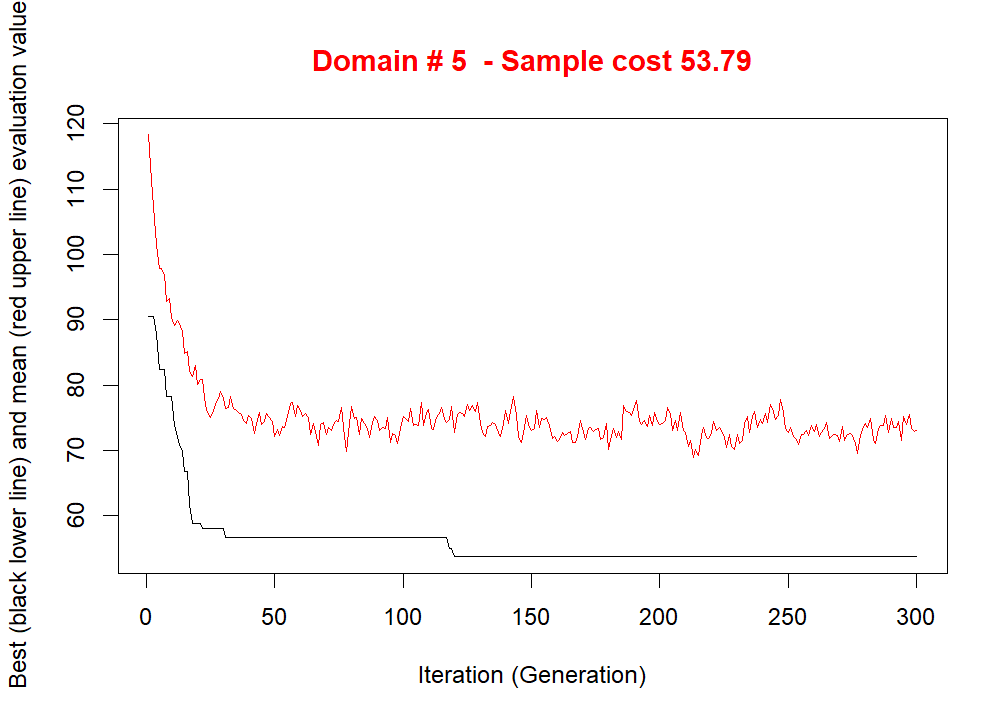 Domain # 5  - Sample cost 53.79
Best (black lower line) and mean (red upper line) evaluation value
120
110
100
90
80
70
60
0 50 100 150 200 250 300
Iteration (Generation)